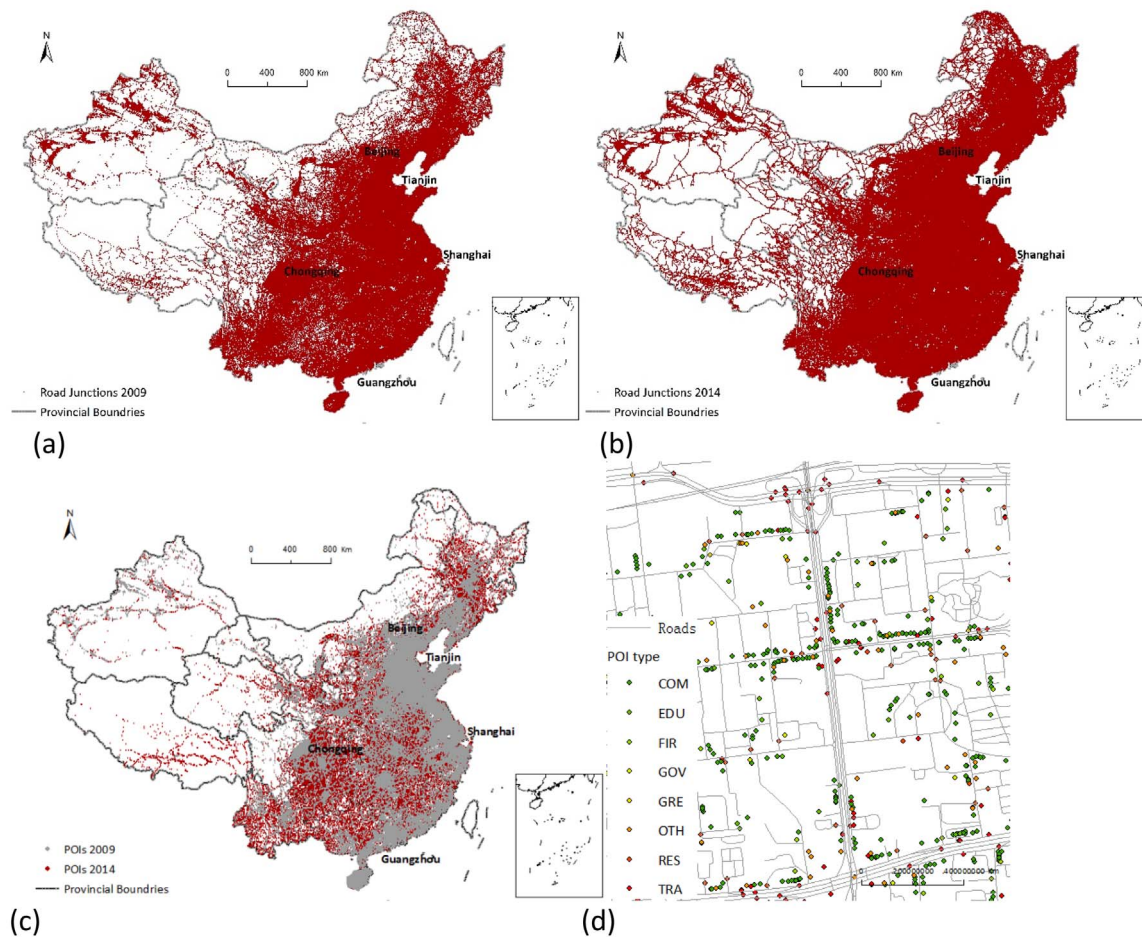 N
0 400 800 Km
Beijing
Tianjin
Shanghai
Chongqing
Guangzhou
Road Junctions 2009
Provincial Boundries
(a)
N
0 400 800 Km
Beijing
Tianjin
Shanghai
Chongqing
Guangzhou
Road Junctions 2014
Provincial Boundries
(b)
N
0 400 800 Km
Beijing
Tianjin
Shanghai
Chongqing
Guangzhou
POIs 2009
POIs 2014
Provincial Boundries
(c)
Roads
POI type
COM
EDU
FIR
GOV
GRE
OTH
RES
TRA
(d)